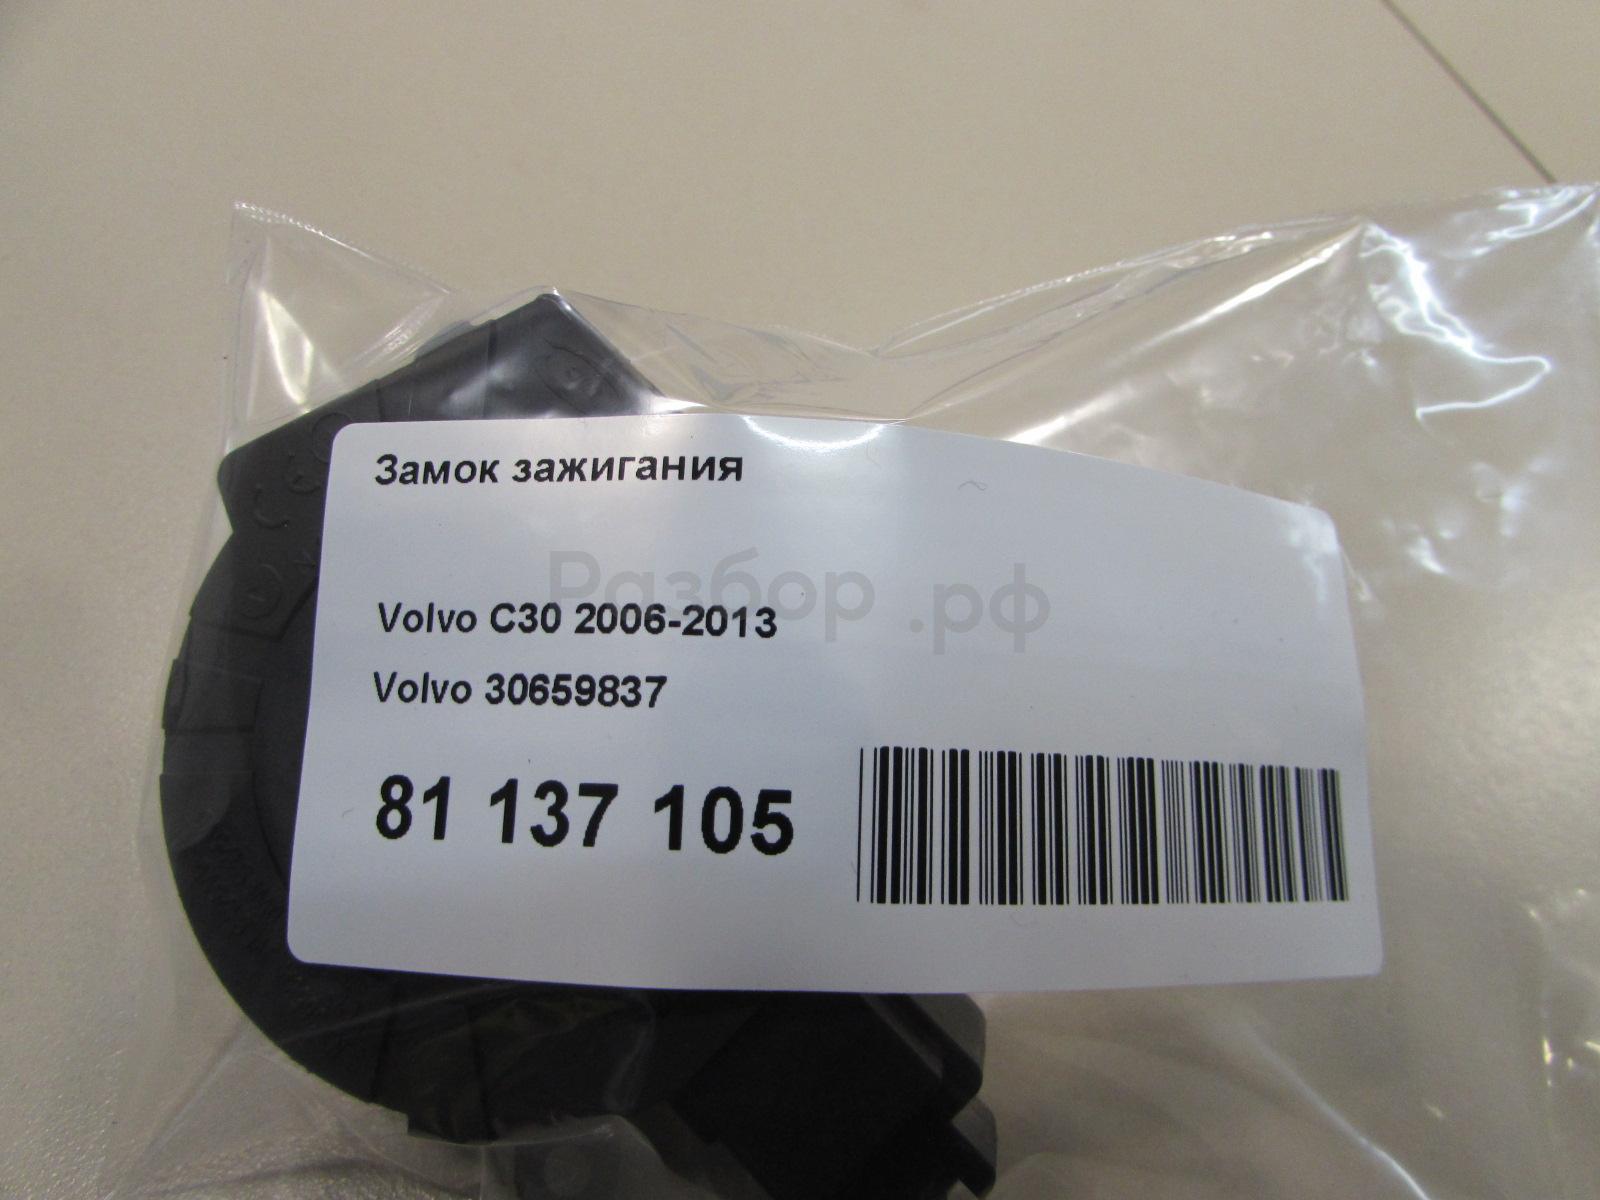 Замок зажигания
Разбор.рф
Volvo C30 2006-2013
Volvo 30659837
81 137 105